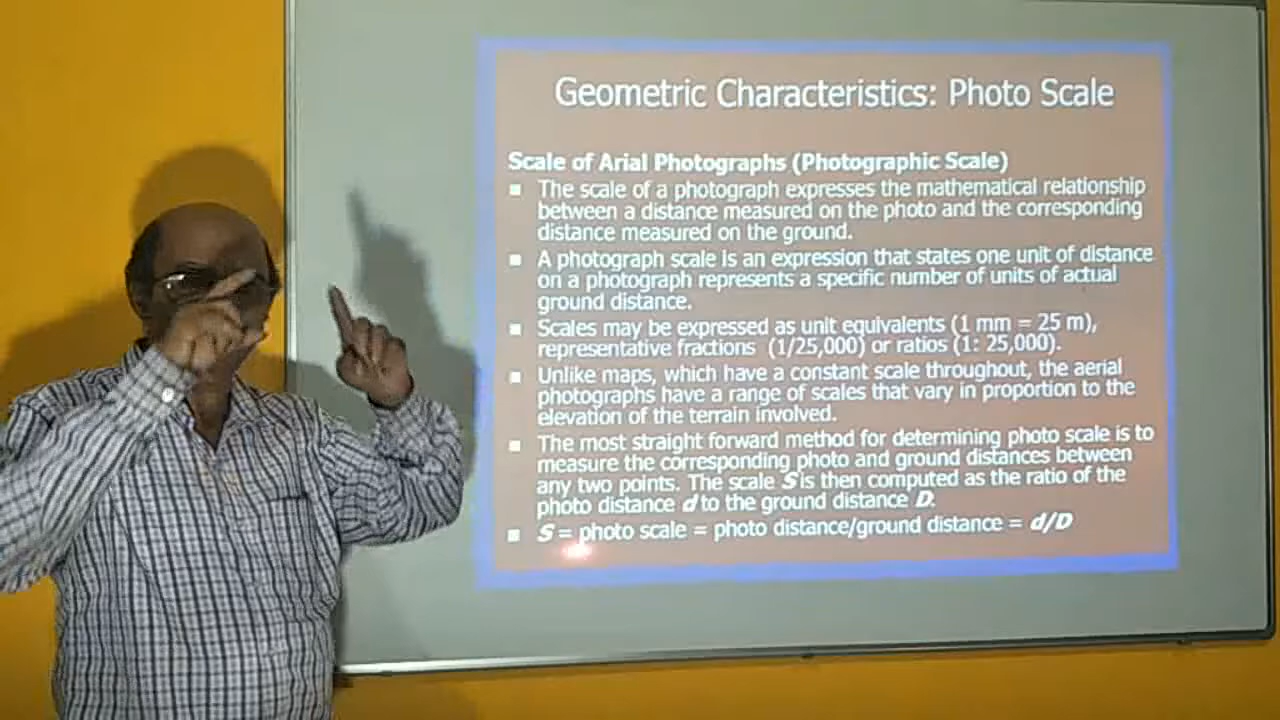 Geometric Characteristics: Photo Scale
Scale of Arial Photographs (Photographic Scale)
The scale of a photograph expresses the mathematical relationship
between a distance measured on the photo and the corresponding
distance measured on the ground.
A photograph scale is an expression that states one unit of distance
on a photograph represents a specific number of units of actual
ground distance.
Scales may be expressed as unit equivalents (1 mm = 25 m),
representative fractions (1/25,000) or ratios (1: 25,000).
Unlike maps, which have a constant scale throughout, the aerial
photographs have a range of scales that vary in proportion to the
elevation of the terrain involved.
The most straight forward method for determining photo scale is to
measure the corresponding photo and ground distances between
any two points. The scale S is then computed as the ratio of the
photo distance d to the ground distance D.
S = photo scale = photo distance/ground distance = d/D